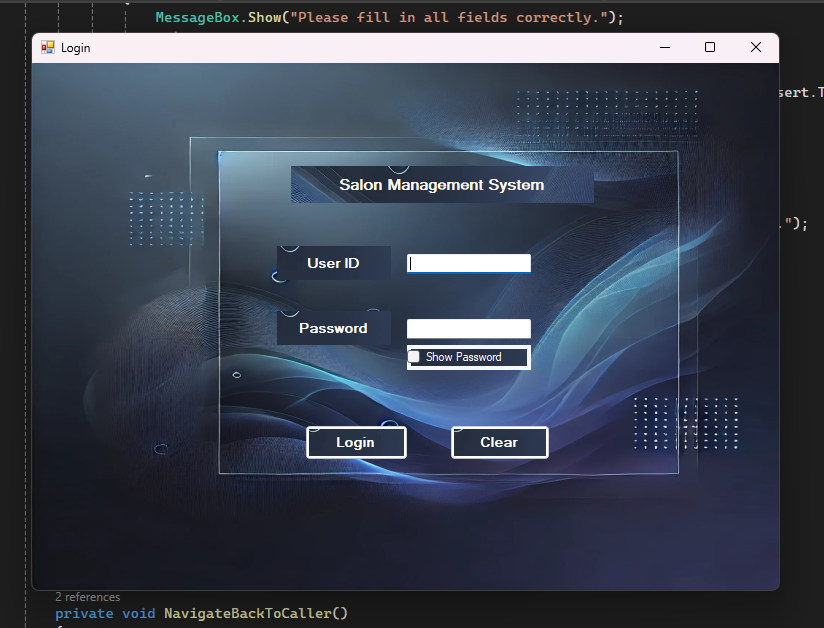 MessageBox.Show("Please fill in all fields correctly.");
Login
sert.T
Salon Management System
.");
User ID
Password
Show Password
Login
Clear
2 references
private void NavigateBackToCaller()